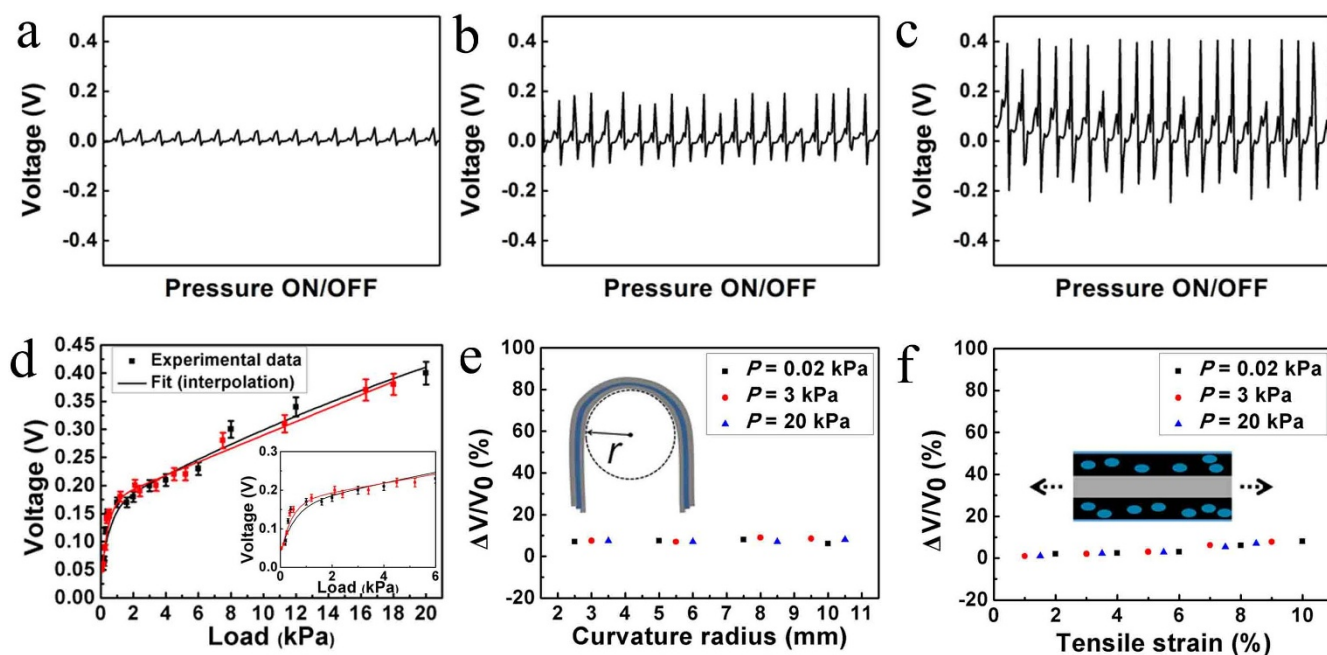 a
0.4
0.2
0.0
-0.2
-0.4
Voltage (V)
Pressure ON/OFF
b
0.4
0.2
0.0
-0.2
-0.4
Voltage (V)
Pressure ON/OFF
c
0.4
0.2
0.0
-0.2
-0.4
Voltage (V)
Pressure ON/OFF
d
0.45
0.40
0.35
0.30
0.25
0.20
0.15
0.10
0.05
0.00
Voltage (V)
Experimental data
Fit (interpolation)
0.3
0.2
0.1
0.0
Voltage (V)
0 2 4 6
Load (kPa)
0 2 4 6 8 10 12 14 16 18 20
Load (kPa)
e
100
80
60
40
20
0
-20
ΔV/V0 (%)
P = 0.02 kPa
P = 3 kPa
P = 20 kPa
r
2 3 4 5 6 7 8 9 10 11
Curvature radius (mm)
f
100
80
60
40
20
0
-20
ΔV/V0 (%)
P = 0.02 kPa
P = 3 kPa
P = 20 kPa
0 2 4 6 8 10
Tensile strain (%)